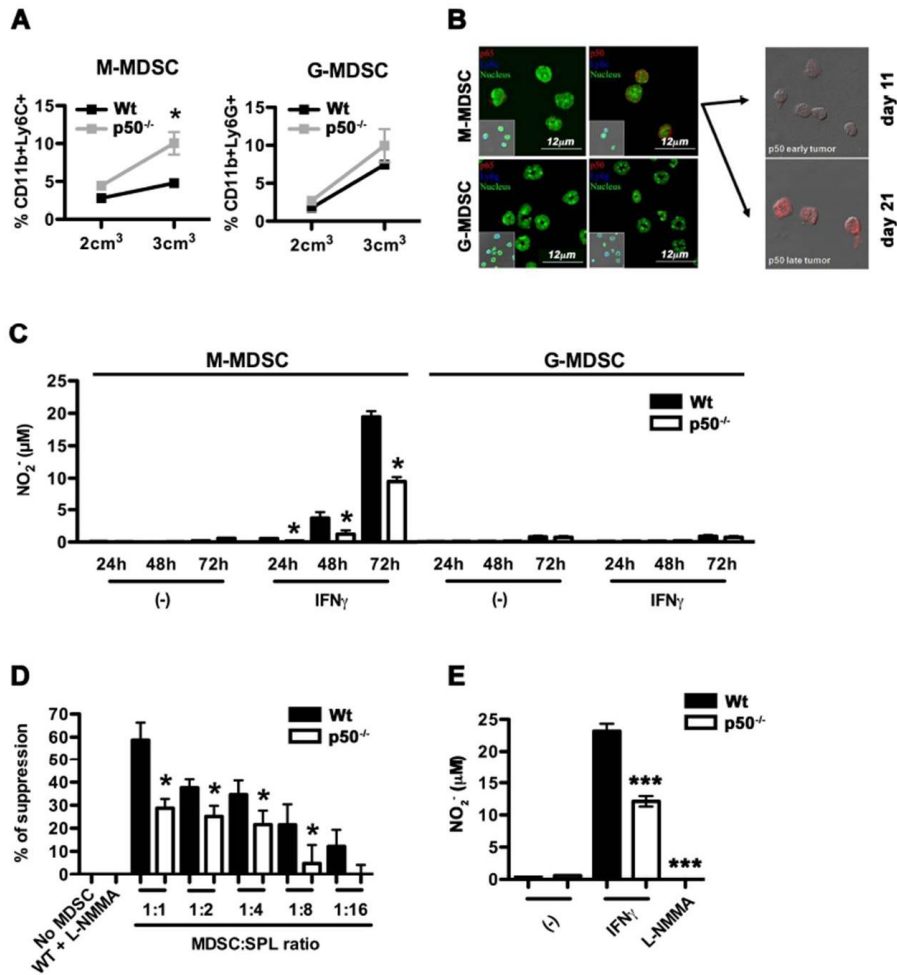 A
M-MDSC
G-MDSC
% CD11b+Ly6C+
15
10
5
0
Wt
p50-/-
*
2cm3
3cm3
% CD11b+Ly6G+
15
10
5
0
Wt
p50-/-
2cm3
3cm3
B
M-MDSC
G-MDSC
p65
Nucleus
12µm
p50
Nucleus
12µm
p65
Nucleus
12µm
p50
Nucleus
12µm
p50 early tumor
day 11
p50 late tumor
day 21
C
M-MDSC
G-MDSC
NO2- (µM)
25
20
15
10
5
0
Wt
p50-/-
* * *
24h 48h 72h 24h 48h 72h 24h 48h 72h 24h 48h 72h
(-) IFNγ (-) IFNγ
D
% of suppression
70
60
50
40
30
20
10
0
Wt
p50-/-
* * * *
No MDSC
WT + L-NMMA
1:1 1:2 1:4 1:8 1:16
MDSC:SPL ratio
E
NO2- (µM)
25
20
15
10
5
0
Wt
p50-/-
***
***
(-)
IFNγ
L-NMMA